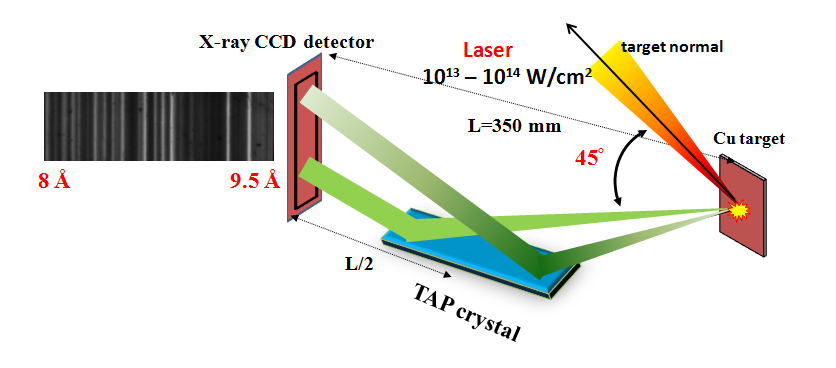 X-ray CCD detector
Laser
10¹³ – 10¹⁴ W/cm²
target normal
L=350 mm
45°
Cu target
8 Å
9.5 Å
L/2
TAP crystal